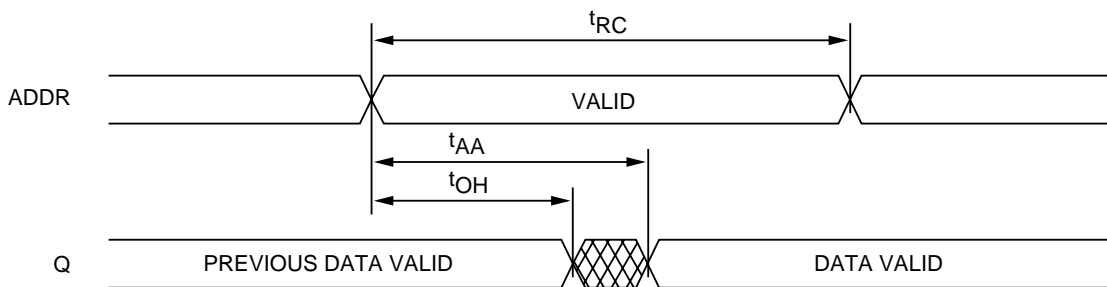 tRC
ADDR VALID
tAA
tOH
Q PREVIOUS DATA VALID DATA VALID